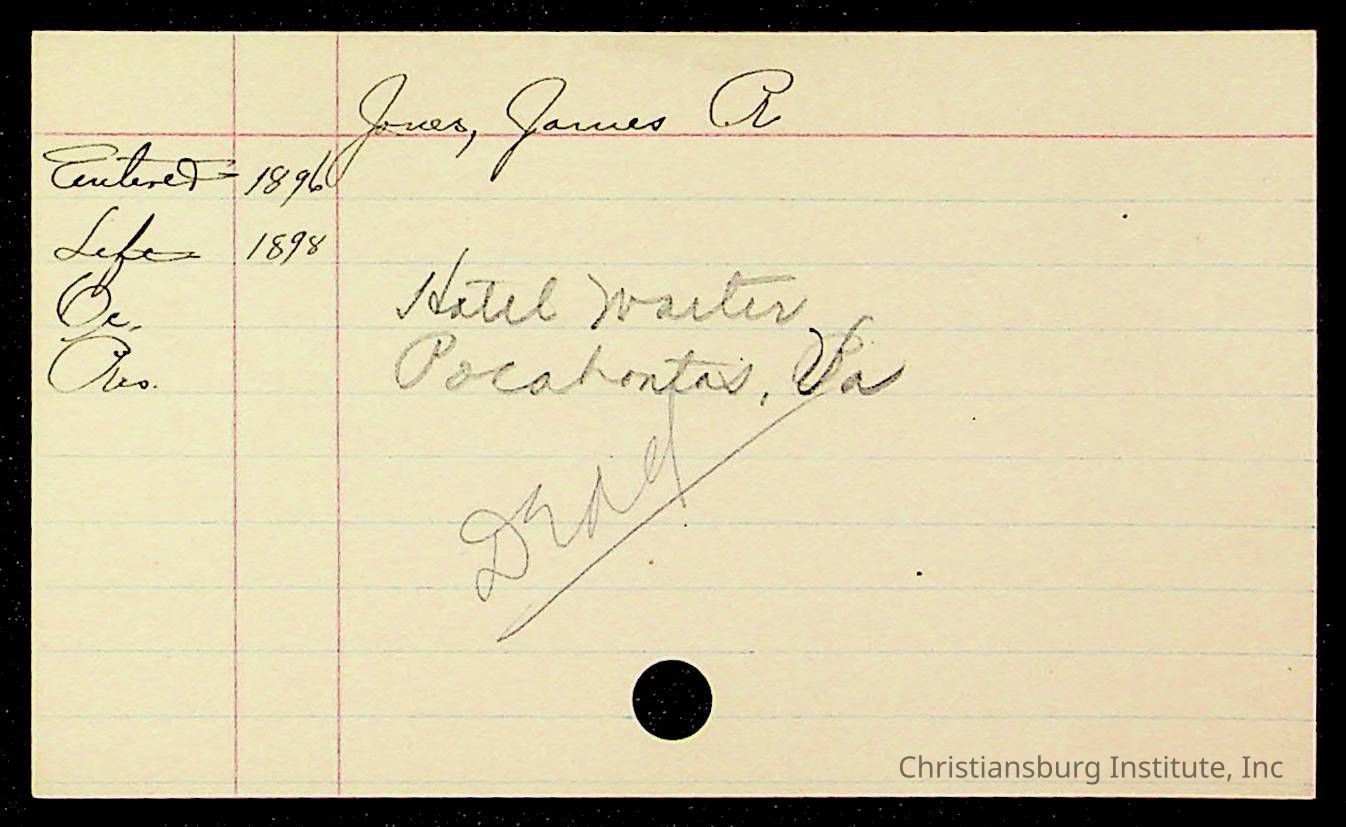 Jones, James R
Entered 1896
Left 1898
Oc. Hotel Waiter
Res. Pocahontas, Va
Dead
Christiansburg Institute, Inc